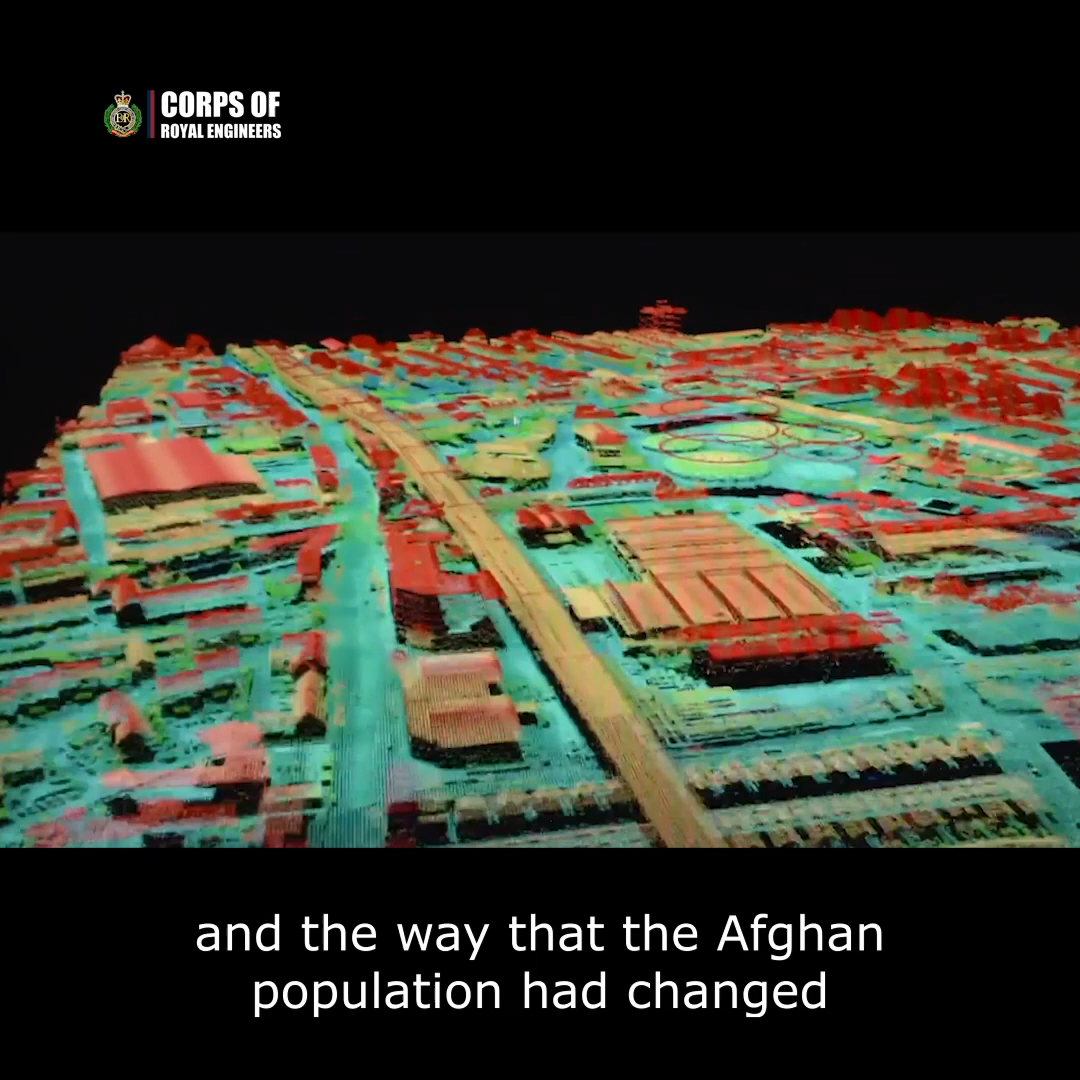 CORPS OF
ROYAL ENGINEERS
and the way that the Afghan
population had changed